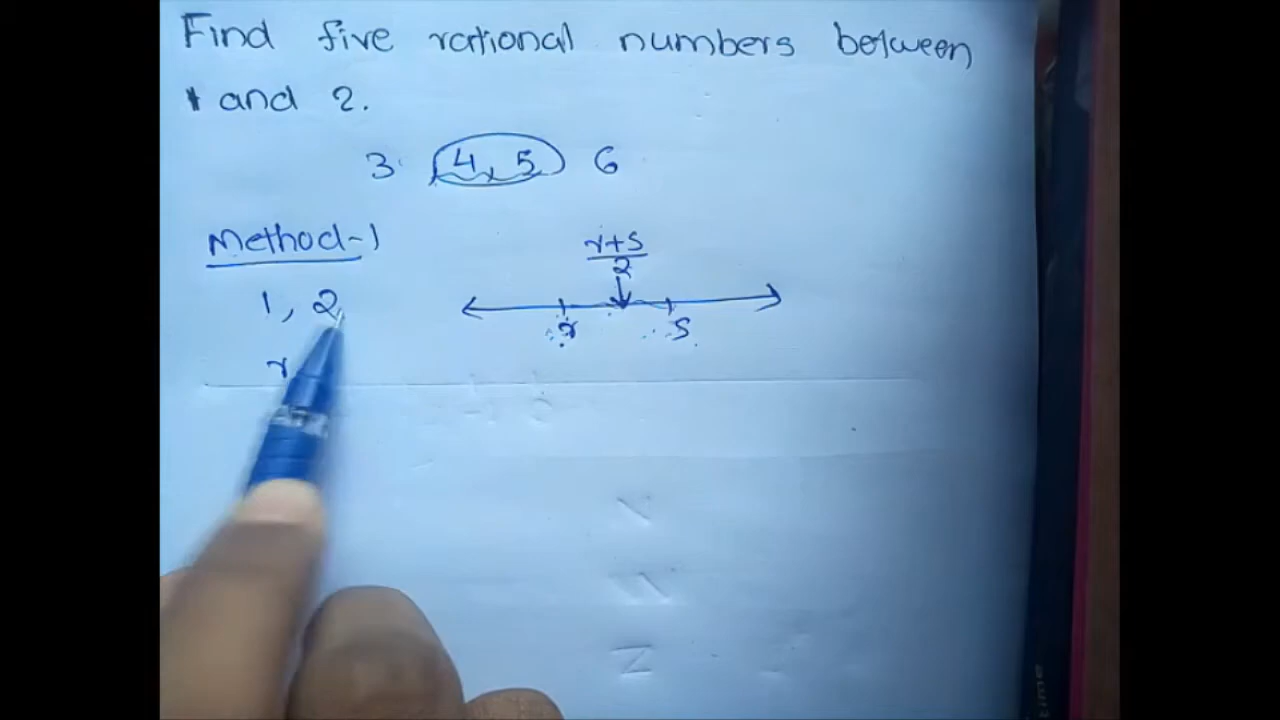 Find five rational numbers between
1 and 2.
3 4, 5 6
Method-1
r+s
2
1, 2
r s
r